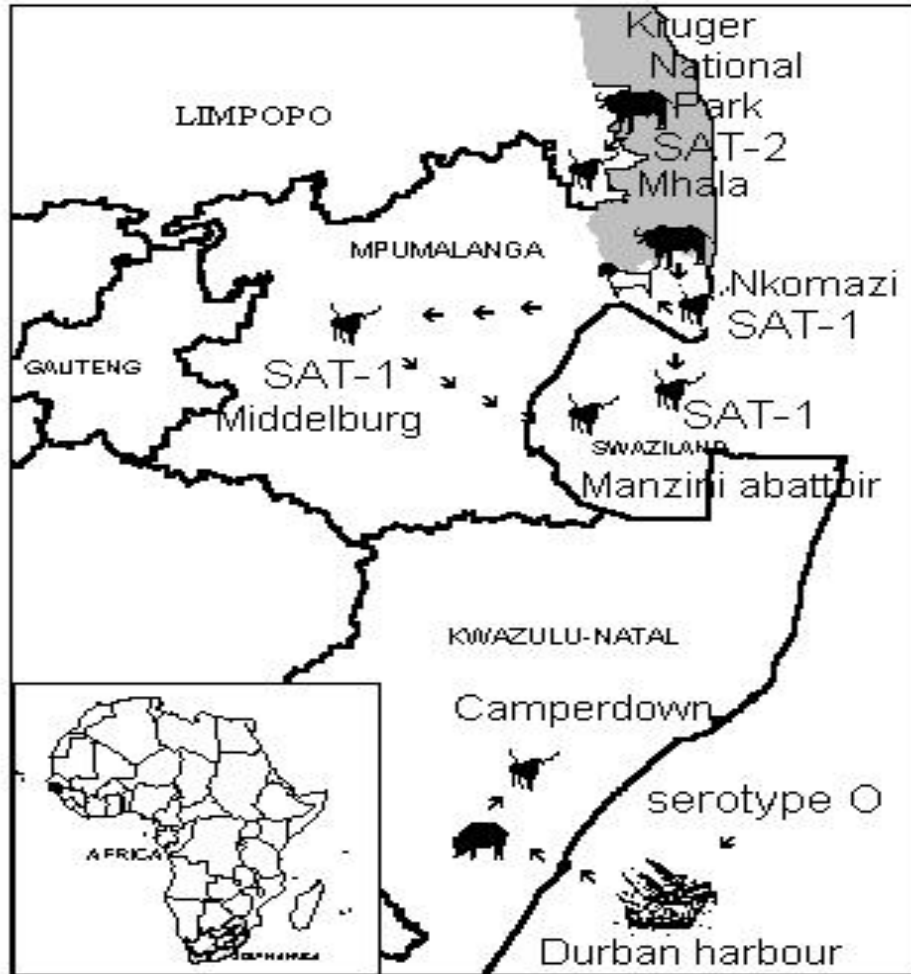 Kruger
National
Park
LIMPOPO
SAT-2
Mhala
MPUMALANGA
Nkomazi
SAT-1
GAUTENG
SAT-1
Middelburg
SAT-1
SWAZILAND
Manzini abattoir
KWAZULU-NATAL
Camperdown
serotype O
AFRICA
Durban harbour